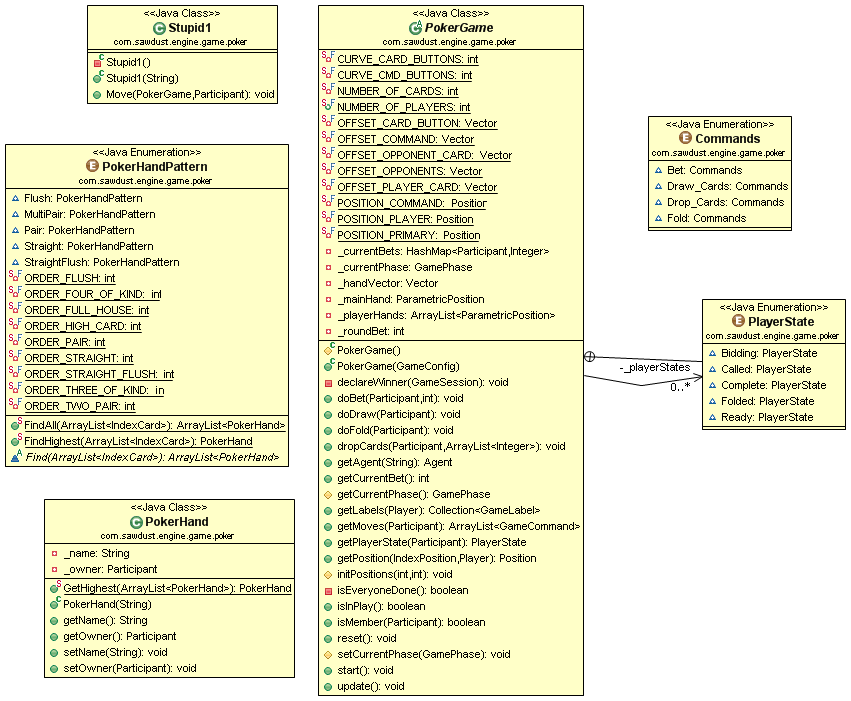 <<Java Class>>
Stupid1
com.sawdust.engine.game.poker
Stupid1()
Stupid1(String)
Move(PokerGame,Participant): void
<<Java Enumeration>>
PokerHandPattern
com.sawdust.engine.game.poker
Flush: PokerHandPattern
MultiPair: PokerHandPattern
Pair: PokerHandPattern
Straight: PokerHandPattern
StraightFlush: PokerHandPattern
ORDER_FLUSH: int
ORDER_FOUR_OF_KIND: int
ORDER_FULL_HOUSE: int
ORDER_HIGH_CARD: int
ORDER_PAIR: int
ORDER_STRAIGHT: int
ORDER_STRAIGHT_FLUSH: int
ORDER_THREE_OF_KIND: in
ORDER_TWO_PAIR: int
FindAll(ArrayList<IndexCard>): ArrayList<PokerHand>
FindHighest(ArrayList<IndexCard>): PokerHand
Find(ArrayList<IndexCard>): ArrayList<PokerHand>
<<Java Class>>
PokerHand
com.sawdust.engine.game.poker
_name: String
_owner: Participant
GetHighest(ArrayList<PokerHand>): PokerHand
PokerHand(String)
getName(): String
getOwner(): Participant
setName(String): void
setOwner(Participant): void
<<Java Class>>
PokerGame
com.sawdust.engine.game.poker
CURVE_CARD_BUTTONS: int
CURVE_CMD_BUTTONS: int
NUMBER_OF_CARDS: int
NUMBER_OF_PLAYERS: int
OFFSET_CARD_BUTTON: Vector
OFFSET_COMMAND: Vector
OFFSET_OPPONENT_CARD: Vector
OFFSET_OPPONENTS: Vector
OFFSET_PLAYER_CARD: Vector
POSITION_COMMAND: Position
POSITION_PLAYER: Position
POSITION_PRIMARY: Position
_currentBets: HashMap<Participant,Integer>
_currentPhase: GamePhase
_handVector: Vector
_mainHand: ParametricPosition
_playerHands: ArrayList<ParametricPosition>
_roundBet: int
PokerGame()
PokerGame(GameConfig)
declareWinner(GameSession): void
doBet(Participant,int): void
doDraw(Participant): void
doFold(Participant): void
dropCards(Participant,ArrayList<Integer>): void
getAgent(String): Agent
getCurrentBet(): int
getCurrentPhase(): GamePhase
getLabels(Player): Collection<GameLabel>
getMoves(Participant): ArrayList<GameCommand>
getPlayerState(Participant): PlayerState
getPosition(IndexPosition,Player): Position
initPositions(int,int): void
isEveryoneDone(): boolean
isInPlay(): boolean
isMember(Participant): boolean
reset(): void
setCurrentPhase(GamePhase): void
start(): void
update(): void
<<Java Enumeration>>
Commands
com.sawdust.engine.game.poker
Bet: Commands
Draw_Cards: Commands
Drop_Cards: Commands
Fold: Commands
-_playerStates
0..*
<<Java Enumeration>>
PlayerState
com.sawdust.engine.game.poker
Bidding: PlayerState
Called: PlayerState
Complete: PlayerState
Folded: PlayerState
Ready: PlayerState